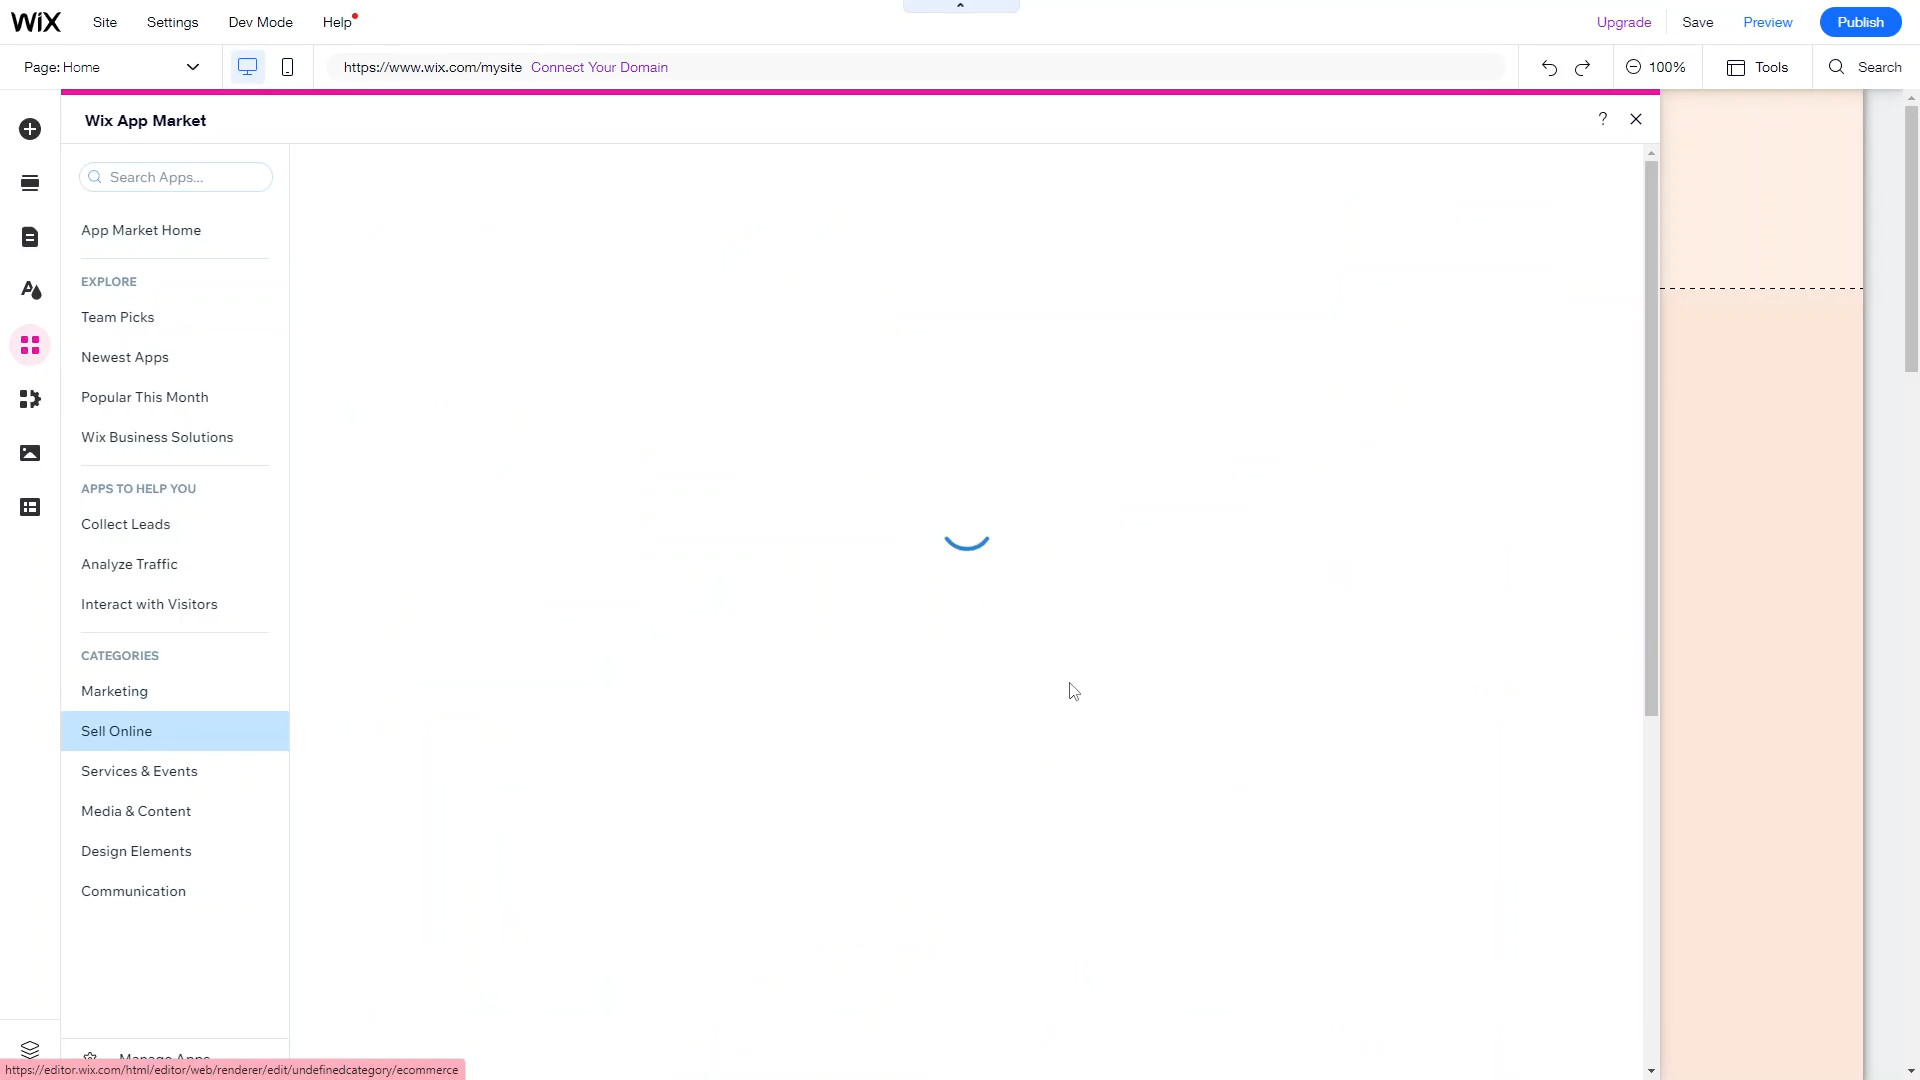 WiX Site Settings Dev Mode Help Upgrade Save Preview Publish
Page: Home https://www.wix.com/mysite Connect Your Domain 100% Tools Search
Wix App Market ?
Search Apps...
App Market Home
EXPLORE
Team Picks
Newest Apps
Popular This Month
Wix Business Solutions
APPS TO HELP YOU
Collect Leads
Analyze Traffic
Interact with Visitors
CATEGORIES
Marketing
Sell Online
Services & Events
Media & Content
Design Elements
Communication
Manage Apps
https://editor.wix.com/html/editor/web/renderer/edit/undefinedcategory/ecommerce